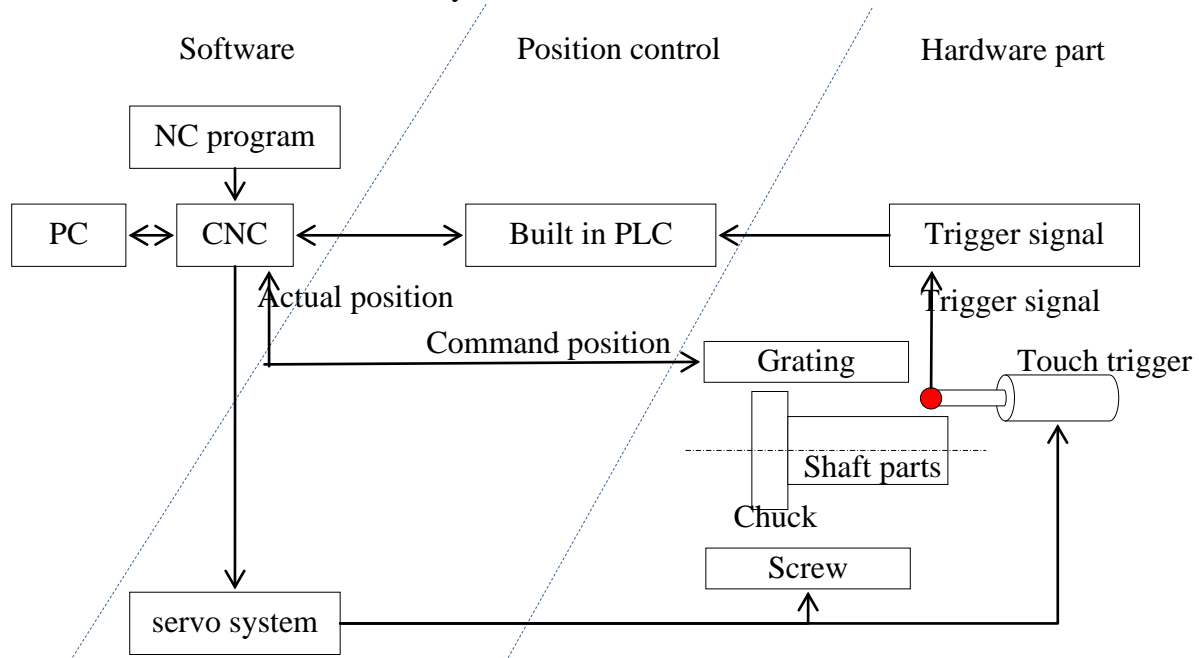 Software
Position control
Hardware part
NC program
PC
CNC
Built in PLC
Trigger signal
Actual position
Trigger signal
Command position
Grating
Touch trigger
Shaft parts
Chuck
Screw
servo system